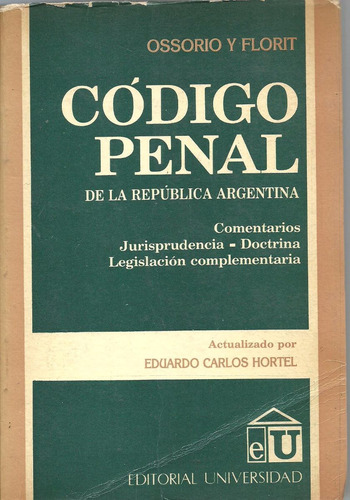 OSSORIO Y FLORIT
CÓDIGO
PENAL
DE LA REPÚBLICA ARGENTINA
Comentarios
Jurisprudencia - Doctrina
Legislación complementaria
Actualizado por
EDUARDO CARLOS HORTEL
eU
EDITORIAL UNIVERSIDAD